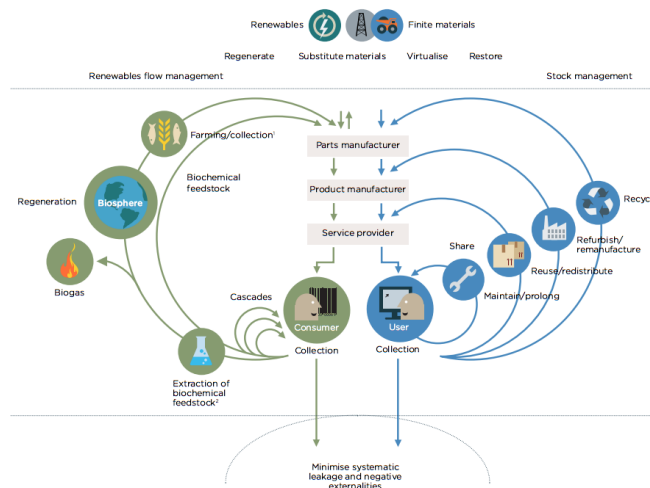 Renewables
Finite materials
Regenerate
Substitute materials
Virtualise
Restore
Renewables flow management
Stock management
Farming/collection¹
Parts manufacturer
Biochemical
feedstock
Product manufacturer
Regeneration
Biosphere
Recyc
Service provider
Refurbish/
remanufacture
Share
Reuse/redistribute
Biogas
Maintain/prolong
Cascades
Consumer
User
Collection
Collection
Extraction of
biochemical
feedstock²
Minimise systematic
leakage and negative
externalities